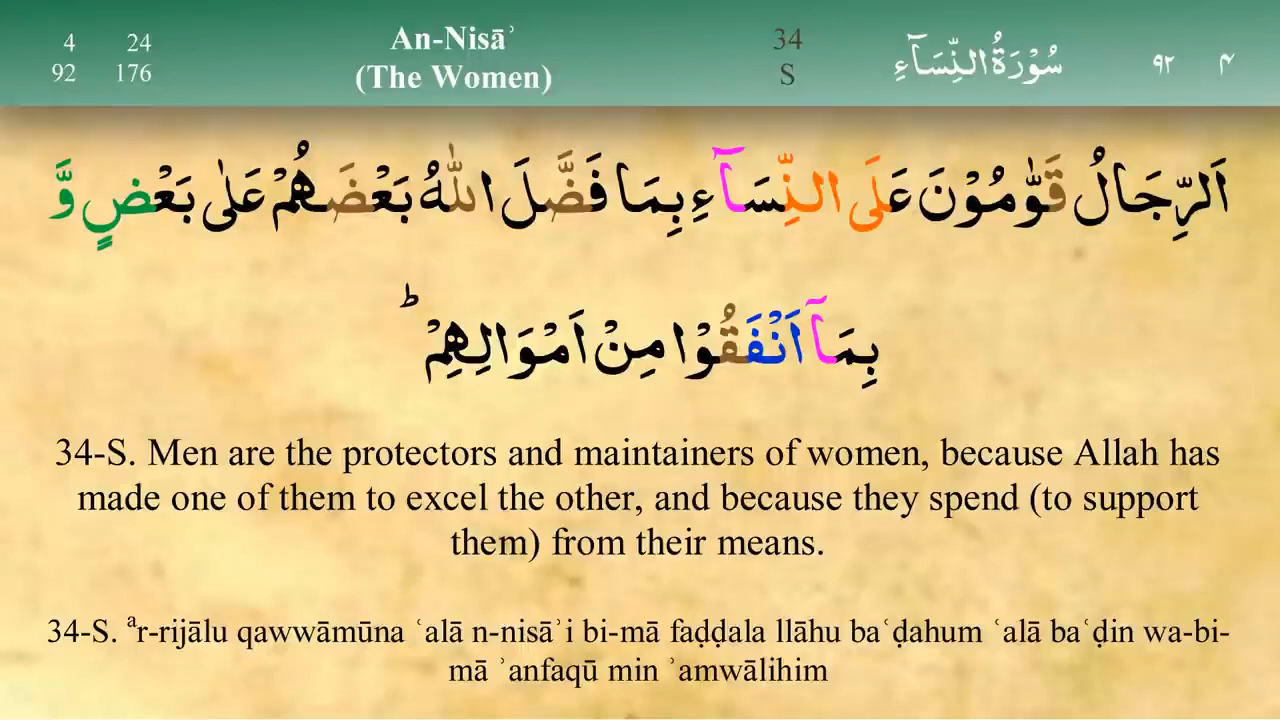 4 24 An-Nisāʾ 34 سُوْرَةُ النِّسَآءِ ٩٢ ٤
92 176 (The Women) S
اَلرِّجَالُ قَوّٰمُوْنَ عَلَى النِّسَآءِ بِمَا فَضَّلَ اللّٰهُ بَعْضَهُمْ عَلٰى بَعْضٍ وَّ
بِمَآ اَنْفَقُوْا مِنْ اَمْوَالِهِمْ ؕ
34-S. Men are the protectors and maintainers of women, because Allah has
made one of them to excel the other, and because they spend (to support
them) from their means.
34-S. ᵃr-rijālu qawwāmūna ʿalā n-nisāʾi bi-mā faḍḍala llāhu baʿḍahum ʿalā baʿḍin wa-bi-
mā ʾanfaqū min ʾamwālihim